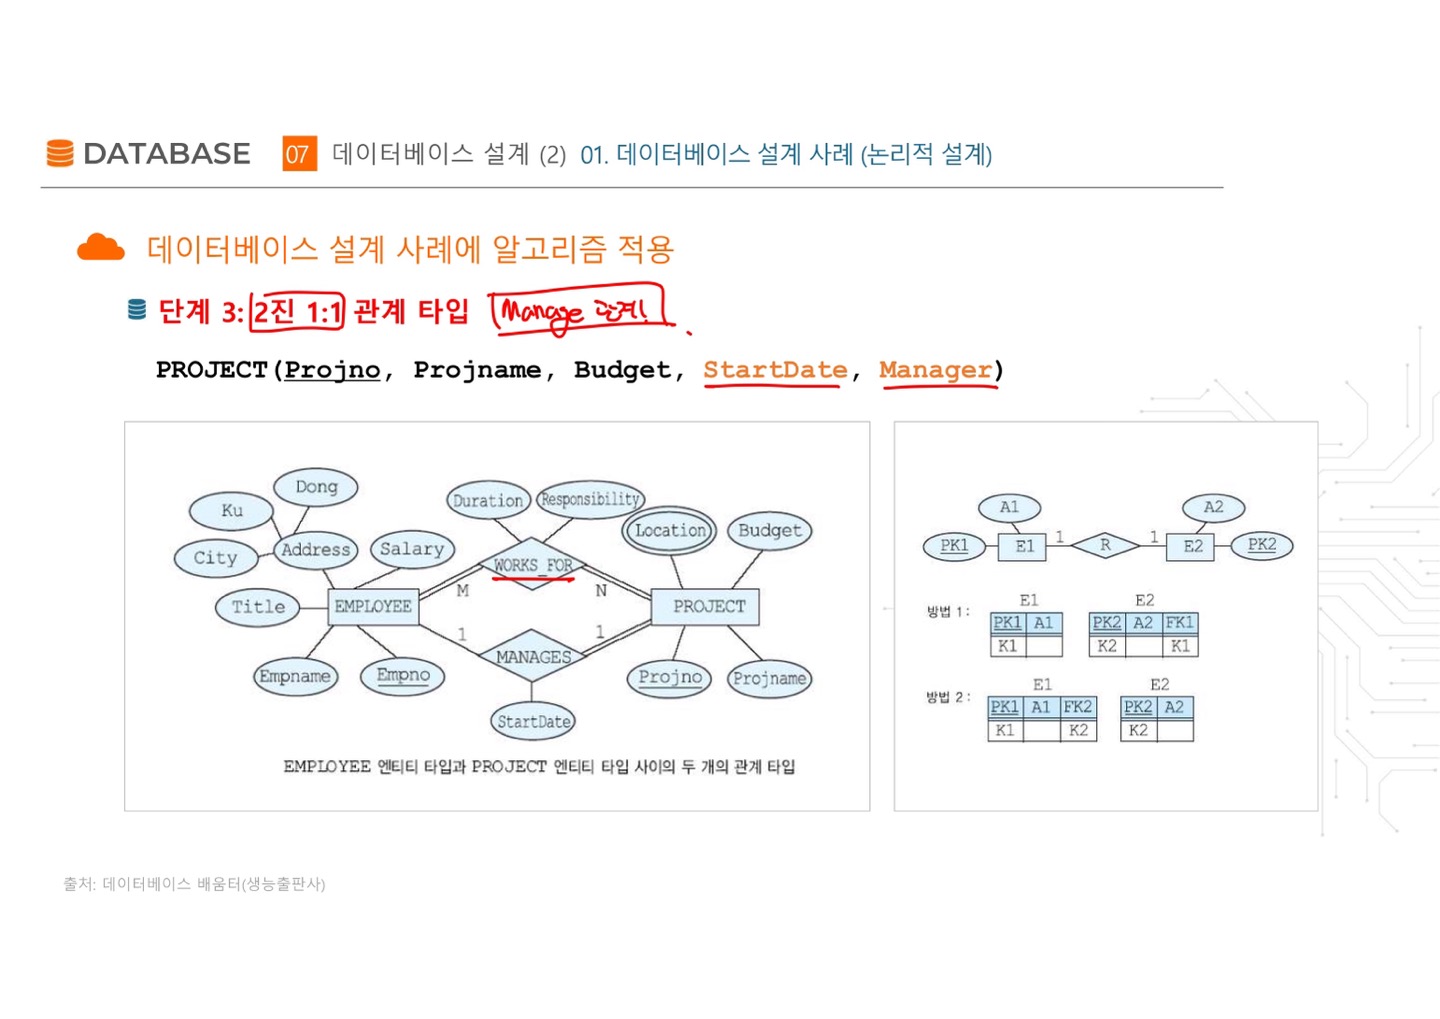 DATABASE 07 데이터베이스 설계 (2) 01. 데이터베이스 설계 사례 (논리적 설계)
데이터베이스 설계 사례에 알고리즘 적용
단계 3: 2진 1:1 관계 타입 Manage 관계!
PROJECT(Projno, Projname, Budget, StartDate, Manager)
Dong
Ku
City
Address
Salary
Title
EMPLOYEE
Empname
Empno
Duration
Responsibility
WORKS_FOR
M
N
1
1
MANAGES
StartDate
Location
Budget
PROJECT
Projno
Projname
EMPLOYEE 엔티티 타입과 PROJECT 엔티티 타입 사이의 두 개의 관계 타입
A1
A2
PK1 E1 1 R 1 E2 PK2
방법 1:
E1 E2
PK1 A1 PK2 A2 FK1
K1 K2 K1
방법 2:
E1 E2
PK1 A1 FK2 PK2 A2
K1 K2 K2
출처: 데이터베이스 배움터(생능출판사)